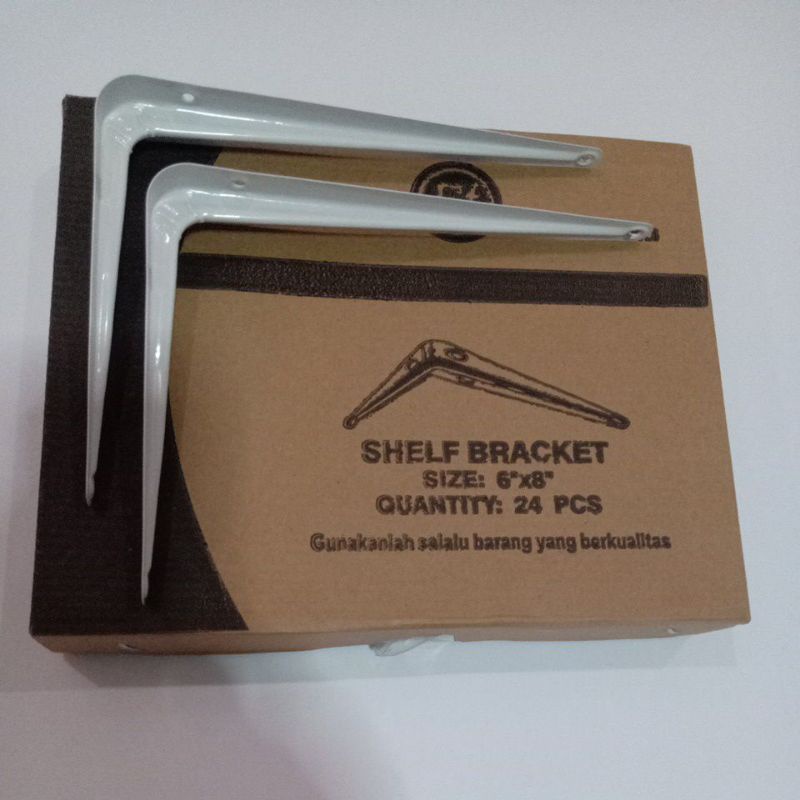 SHELF BRACKET
SIZE: 6"x8"
QUANTITY: 24 PCS
Gunakanlah selalu barang yang berkualitas